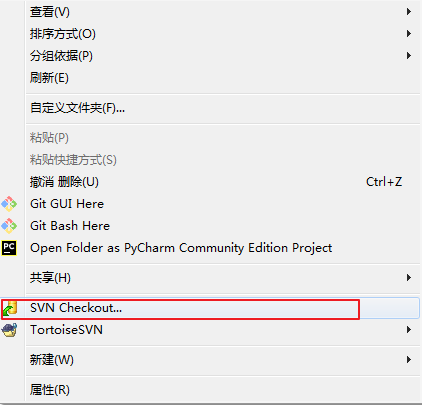 查看(V)
排序方式(O)
分组依据(P)
刷新(E)
自定义文件夹(F)...
粘贴(P)
粘贴快捷方式(S)
撤消 删除(U) Ctrl+Z
Git GUI Here
Git Bash Here
PC Open Folder as PyCharm Community Edition Project
共享(H)
SVN Checkout...
TortoiseSVN
新建(W)
属性(R)